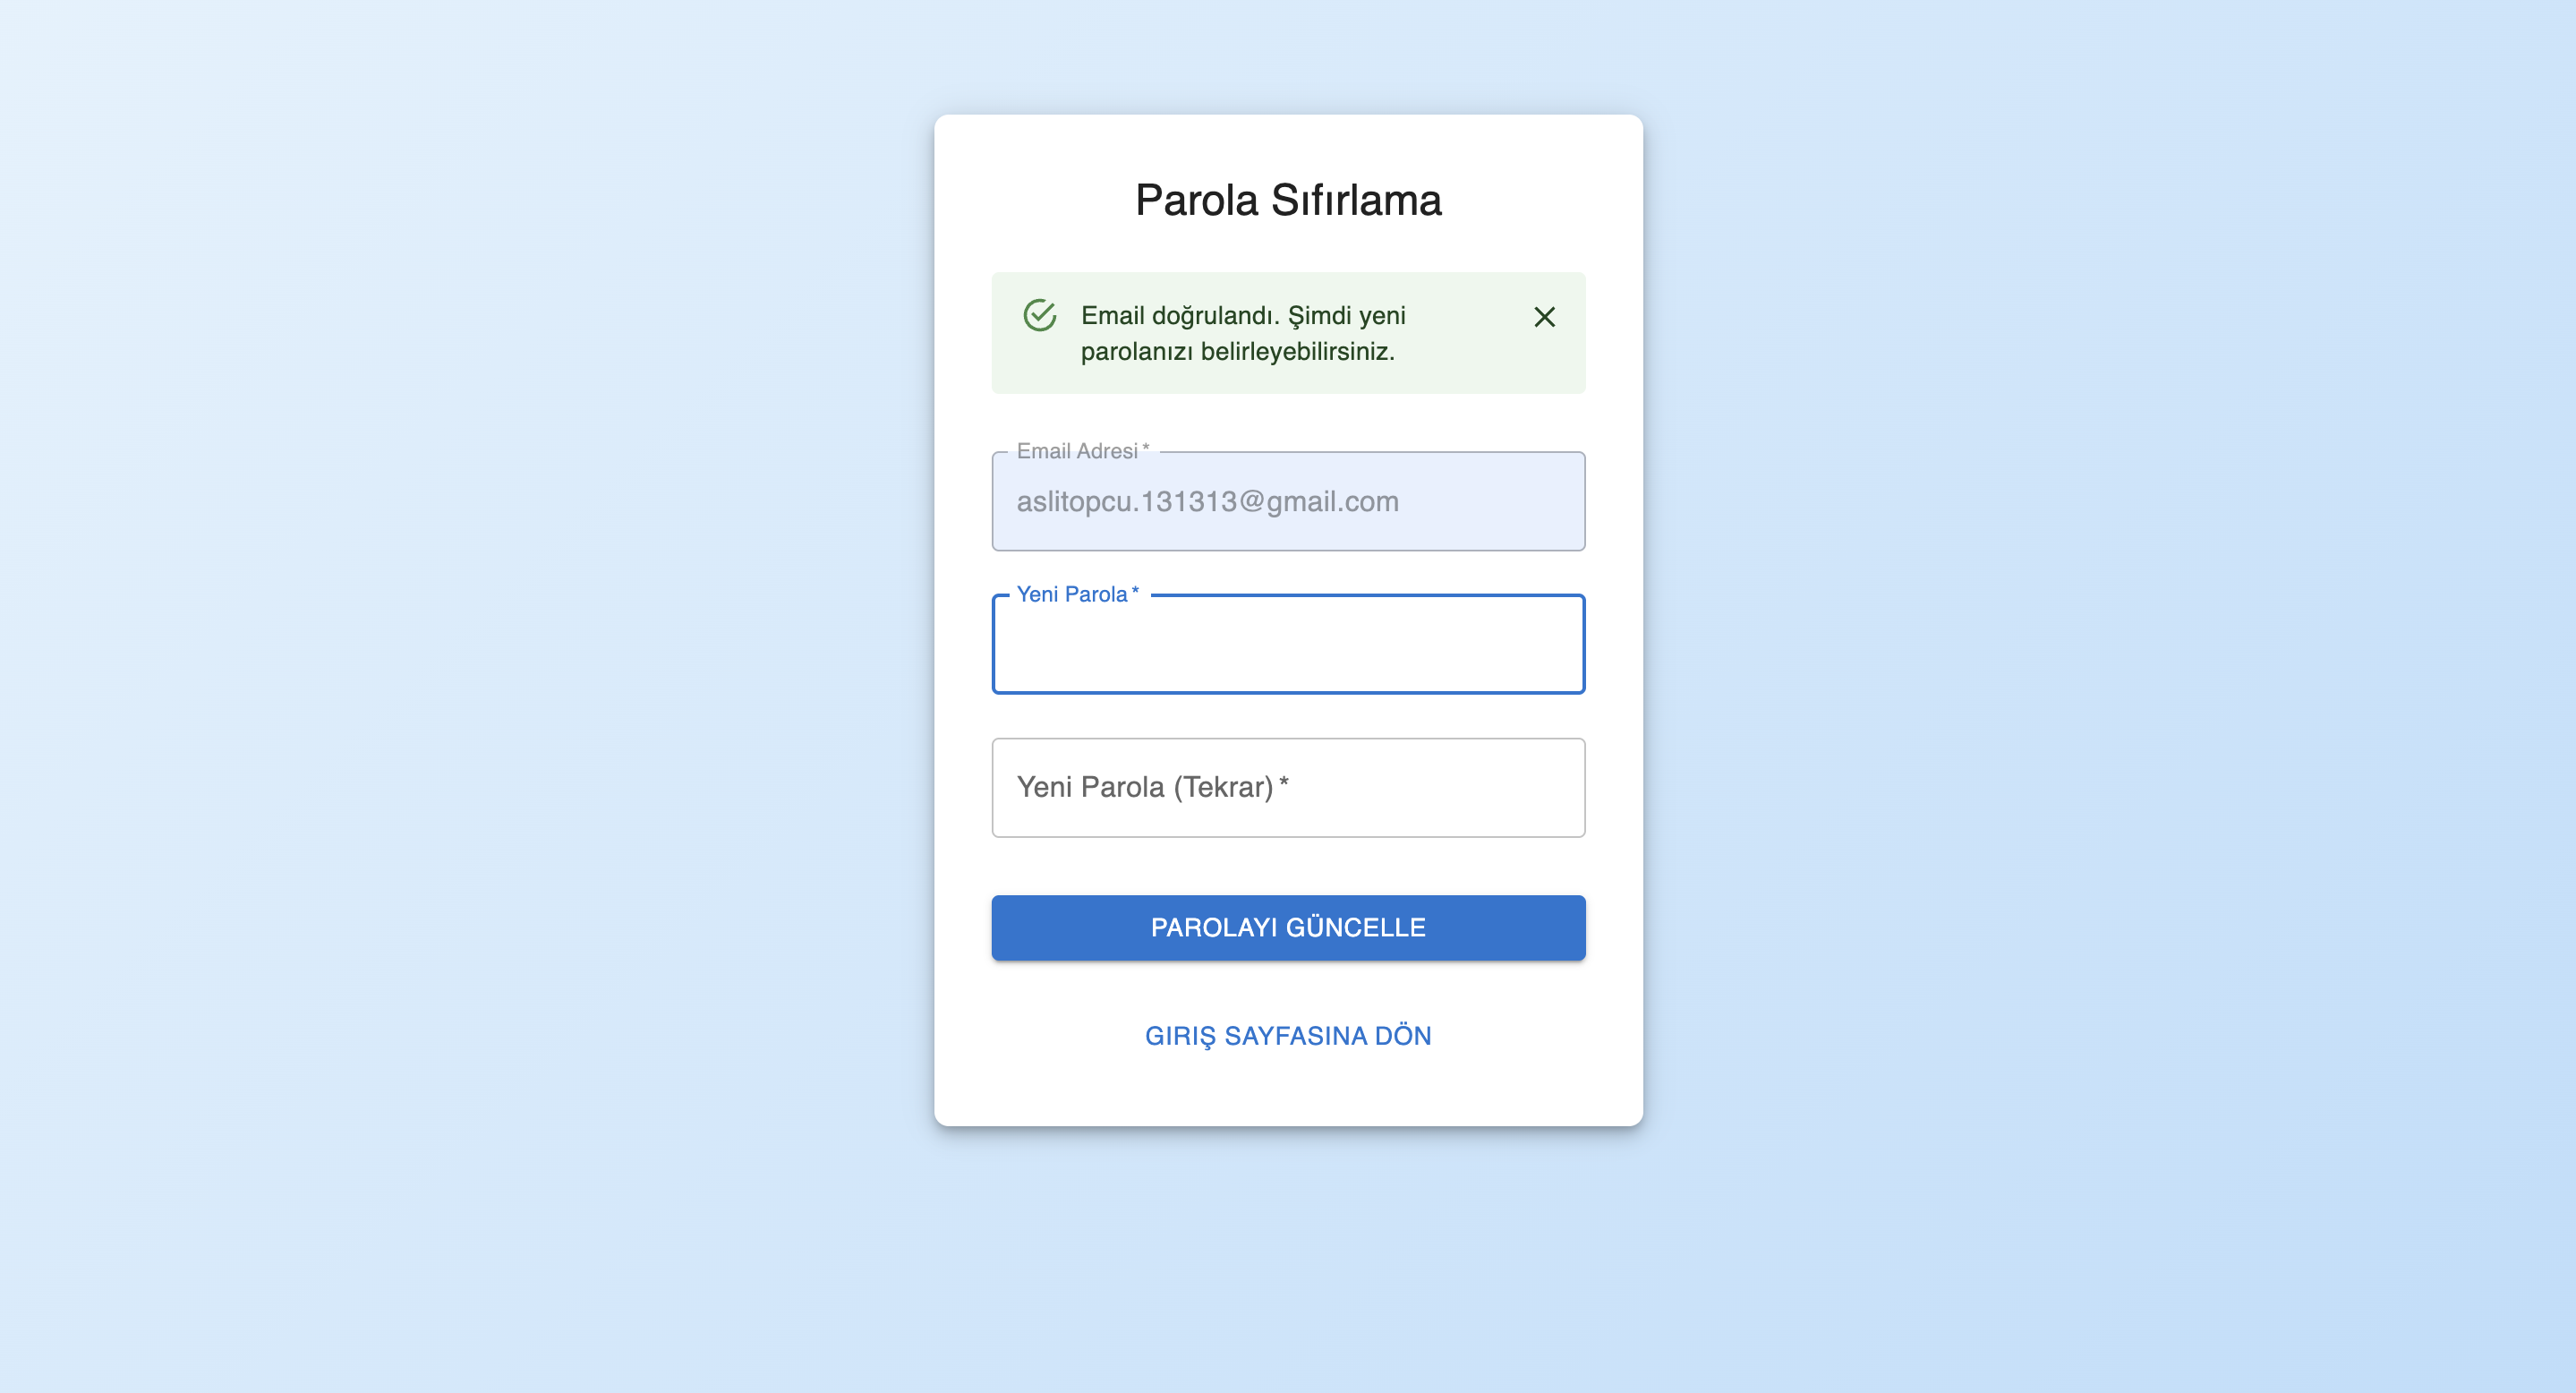 Parola Sıfırlama
Email doğrulandı. Şimdi yeni
parolanızı belirleyebilirsiniz.
Email Adresi *
aslitopcu.131313@gmail.com
Yeni Parola *
Yeni Parola (Tekrar) *
PAROLAYI GÜNCELLE
GIRIŞ SAYFASINA DÖN